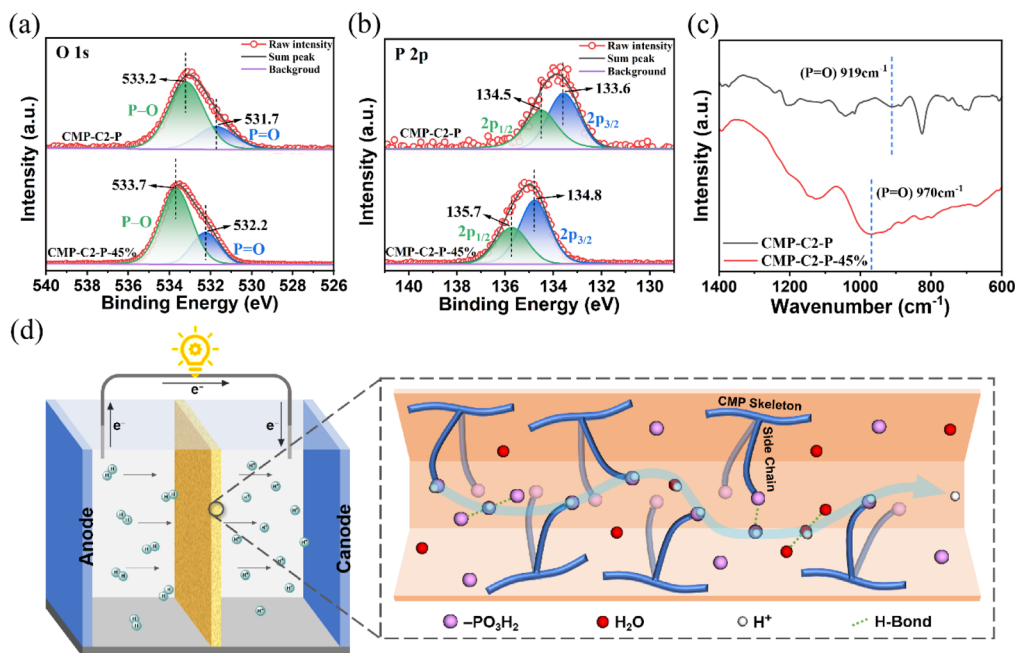 (a)
O 1s
Raw intensity
Sum peak
Background
533.2
P–O
531.7
P=O
CMP-C2-P
533.7
P–O
532.2
P=O
CMP-C2-P-45%
Intensity (a.u.)
540 538 536 534 532 530 528 526
Binding Energy (eV)
(b)
P 2p
Raw intensity
Sum peak
Background
133.6
134.5
2p1/2
2p3/2
CMP-C2-P
134.8
135.7
2p1/2
2p3/2
CMP-C2-P-45%
Intensity (a.u.)
140 138 136 134 132 130
Binding Energy (eV)
(c)
(P=O) 919cm-1
(P=O) 970cm-1
CMP-C2-P
CMP-C2-P-45%
Intensity (a.u.)
1400 1200 1000 800 600
Wavenumber (cm-1)
(d)
e-
e-
e-
Anode
Canode
CMP Skeleton
Side Chain
–PO3H2
H2O
H+
H-Bond